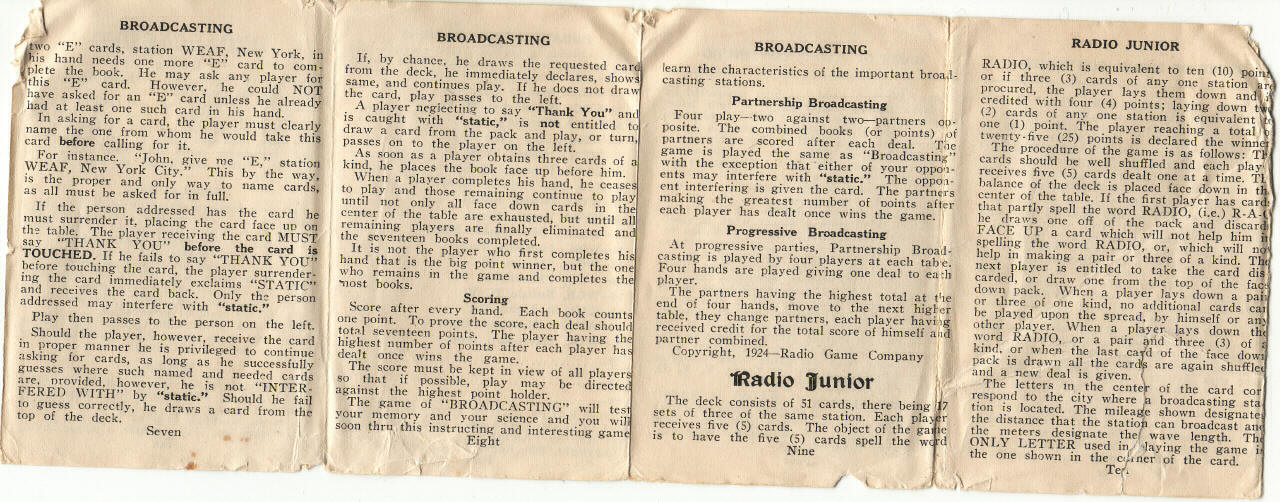 BROADCASTING
two "E" cards, station WEAF, New York, in
his hand needs one more "E" card to com-
plete the book. He may ask any player for
this "E" card. However, he could NOT
have asked for an "E" card unless he already
had at least one such card in his hand.
In asking for a card, the player must clearly
name the one from whom he would take this
card before calling for it.
For instance. "John, give me "E," station
WEAF, New York City." This by the way,
is the proper and only way to name cards,
as all must be asked for in full.
If the person addressed has the card he
must surrender it, placing the card face up on
the table. The player receiving the card MUST
say "THANK YOU" before the card is
TOUCHED. If he fails to say "THANK YOU"
before touching the card, the player surrender-
ing the card immediately exclaims "STATIC"
and receives the card back. Only the person
addressed may interfere with "static."
Play then passes to the person on the left.
Should the player, however, receive the card
in proper manner he is privileged to continue
asking for cards, as long as he successfully
guesses where such named and needed cards
are, provided, however, he is not "INTER-
FERED WITH" by "static." Should he fail
to guess correctly, he draws a card from the
top of the deck.
Seven
BROADCASTING
If, by chance, he draws the requested card
from the deck, he immediately declares, shows
same, and continues play. If he does not draw
the card, play passes to the left.
A player neglecting to say "Thank You" and
is caught with "static," is not entitled to
draw a card from the pack and play, or turn,
passes on to the player on the left.
As soon as a player obtains three cards of a
kind, he places the book face up before him.
When a player completes his hand, he ceases
to play and those remaining continue to play
until not only all face down cards in the
center of the table are exhausted, but until all
remaining players are finally eliminated and
the seventeen books completed.
It is not the player who first completes his
hand that is the big point winner, but the one
who remains in the game and completes the
most books.
Scoring
Score after every hand. Each book counts
one point. To prove the score, each deal should
total seventeen points. The player having the
highest number of points after each player has
dealt once wins the game.
The score must be kept in view of all players
so that if possible, play may be directed
against the highest point holder.
The game of "BROADCASTING" will test
your memory and your science and you will
soon thru this instructing and interesting game
Eight
BROADCASTING
learn the characteristics of the important broad-
casting stations.
Partnership Broadcasting
Four play—two against two—partners op-
posite. The combined books (or points) of
partners are scored after each deal. The
game is played the same as "Broadcasting"
with the exception that either of your oppon-
ents may interfere with "static." The oppon-
ent interfering is given the card. The partners
making the greatest number of points after
each player has dealt once wins the game.
Progressive Broadcasting
At progressive parties, Partnership Broad-
casting is played by four players at each table.
Four hands are played giving one deal to each
player.
The partners having the highest total at the
end of four hands, move to the next higher
table, they change partners, each player having
received credit for the total score of himself and
partner combined.
Copyright, 1924—Radio Game Company
Radio Junior
The deck consists of 51 cards, there being 17
sets of three of the same station. Each player
receives five (5) cards. The object of the game
is to have the five (5) cards spell the word
Nine
RADIO JUNIOR
RADIO, which is equivalent to ten (10) point
or if three (3) cards of any one station are
procured, the player lays them down and
credited with four (4) points; laying down two
(2) cards of any one station is equivalent
one (1) point. The player reaching a total
twenty-five (25) points is declared the winner
The procedure of the game is as follows: The
cards should be well shuffled and each play
receives five (5) cards dealt one at a time. The
balance of the deck is placed face down in the
center of the table. If the first player has cards
that partly spell the word RADIO, (i.e.) R-A-
he draws one off of the pack and discard
FACE UP a card which will not help him
spelling the word RADIO, or, which will not
help in making a pair or three of a kind. The
next player is entitled to take the card dis
carded, or draw one from the top of the face
down pack. When a player lays down a pair
or three of one kind, no additional cards can
be played upon the spread, by himself or any
other player. When a player lays down the
word RADIO, or a pair and three (3) of a
kind, or when the last card of the face down
pack is drawn all the cards are again shuffled
and a new deal is given.
The letters in the center of the card cor
respond to the city where a broadcasting sta
tion is located. The mileage shown designate
the distance that the station can broadcast and
the meters designate the wave length. The
ONLY LETTER used in playing the game is
the one shown in the corner of the card.
Ten